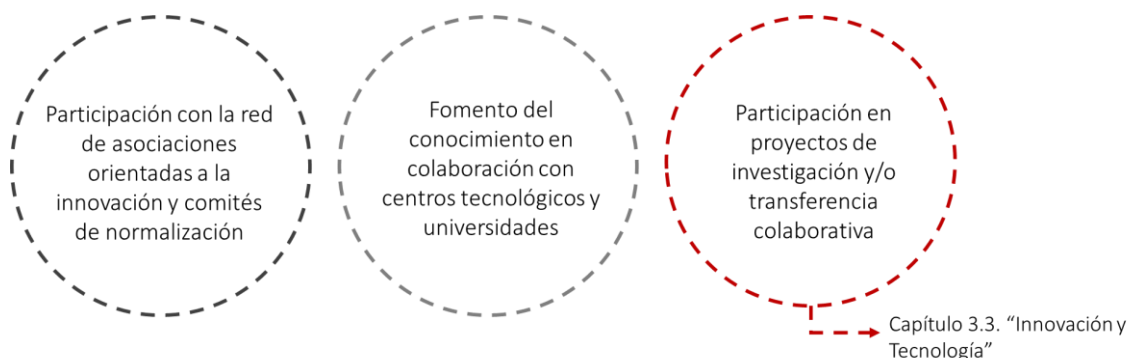 Participación con la red
de asociaciones
orientadas a la
innovación y comités
de normalización
Fomento del
conocimiento en
colaboración con
centros tecnológicos y
universidades
Participación en
proyectos de
investigación y/o
transferencia
colaborativa
Capítulo 3.3. “Innovación y
Tecnología”